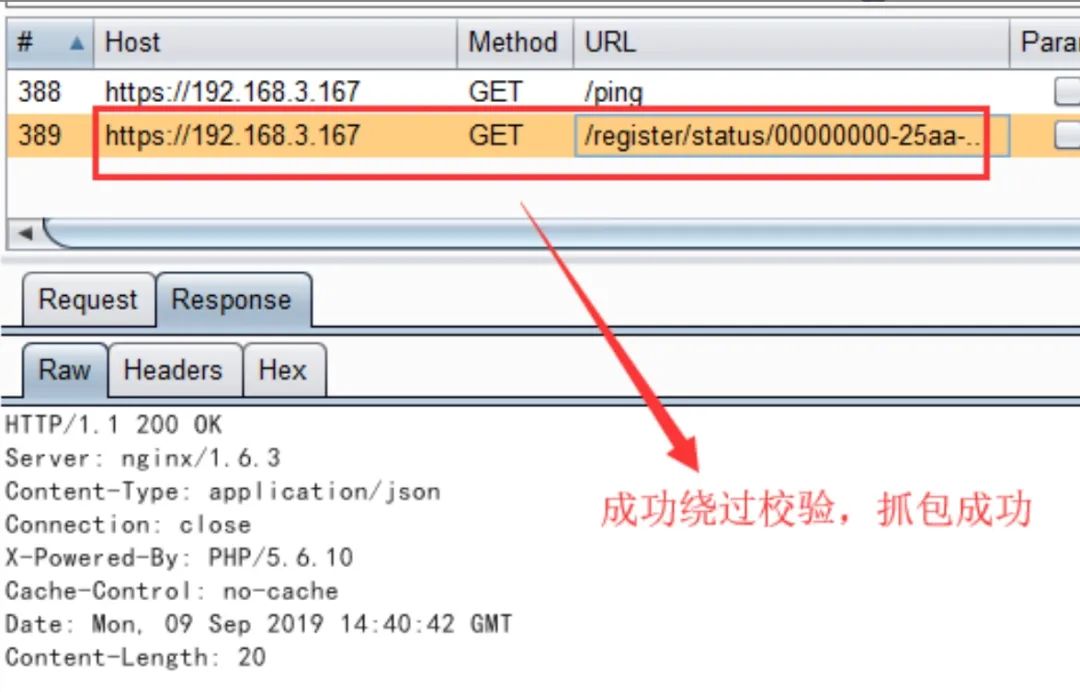 # Host Method URL Para
388 https://192.168.3.167 GET /ping
389 https://192.168.3.167 GET /register/status/00000000-25aa-...
Request Response
Raw Headers Hex
HTTP/1.1 200 OK
Server: nginx/1.6.3
Content-Type: application/json
成功绕过校验，抓包成功
Connection: close
X-Powered-By: PHP/5.6.10
Cache-Control: no-cache
Date: Mon, 09 Sep 2019 14:40:42 GMT
Content-Length: 20